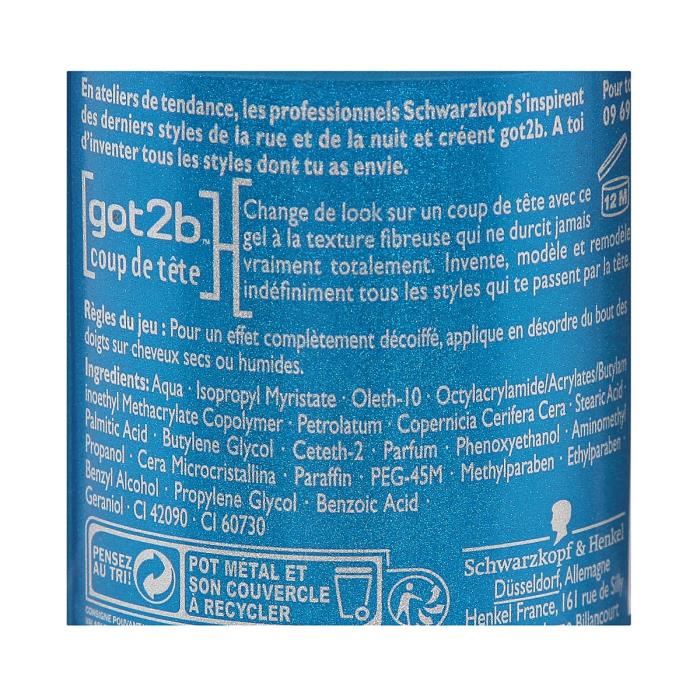 En ateliers de tendance, les professionnels Schwarzkopf s'inspirent
des derniers styles de la rue et de la nuit et créent got2b. A toi
d'inventer tous les styles dont tu as envie.
Pour
09 69
12 M
got2b™
coup de tête
Change de look sur un coup de tête avec ce
gel à la texture fibreuse qui ne durcit jamais
vraiment totalement. Invente, modèle et remodèle
indéfiniment tous les styles qui te passent par la tête.
Règles du jeu : Pour un effet complètement décoiffé, applique en désordre du bout des
doigts sur cheveux secs ou humides.
Ingredients: Aqua · Isopropyl Myristate · Oleth-10 · Octylacrylamide/Acrylates/Butylam
inoethyl Methacrylate Copolymer · Petrolatum · Copernicia Cerifera Cera · Stearic Acid ·
Palmitic Acid · Butylene Glycol · Ceteth-2 · Parfum · Phenoxyethanol · Aminomethyl
Propanol · Cera Microcristallina · Paraffin · PEG-45M · Methylparaben · Ethylparaben ·
Benzyl Alcohol · Propylene Glycol · Benzoic Acid ·
Geraniol · CI 42090 · CI 60730
PENSEZ
AU TRI!
POT MÉTAL ET
SON COUVERCLE
À RECYCLER
CONSIGNE POUVANT
Schwarzkopf & Henkel
Düsseldorf, Allemagne
Henkel France, 161 rue de Silly
Billancourt